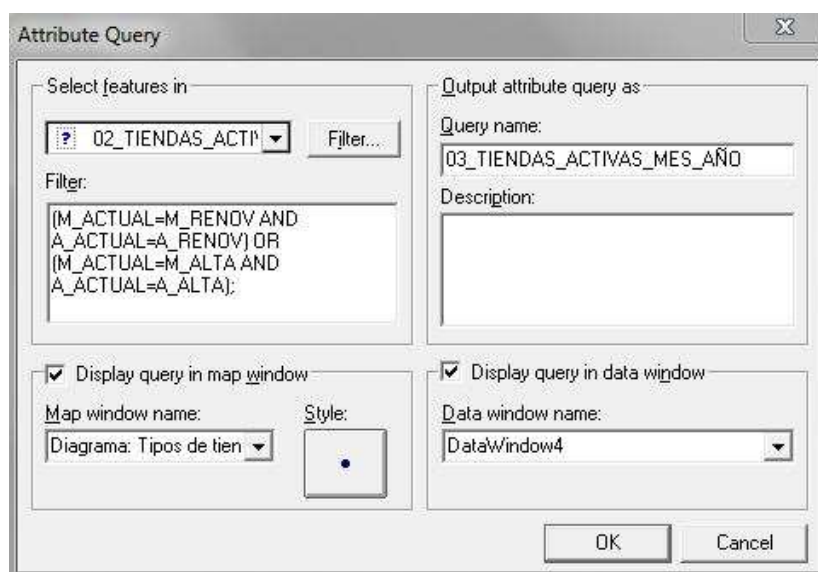 Attribute Query
Select features in
02_TIENDAS_ACTI
Filter...
Filter:
(M_ACTUAL=M_RENOV AND
A_ACTUAL=A_RENOV) OR
(M_ACTUAL=M_ALTA AND
A_ACTUAL=A_ALTA);
Output attribute query as
Query name:
03_TIENDAS_ACTIVAS_MES_AÑO
Description:
Display query in map window
Map window name:
Style:
Diagrama: Tipos de tien
Display query in data window
Data window name:
DataWindow4
OK
Cancel